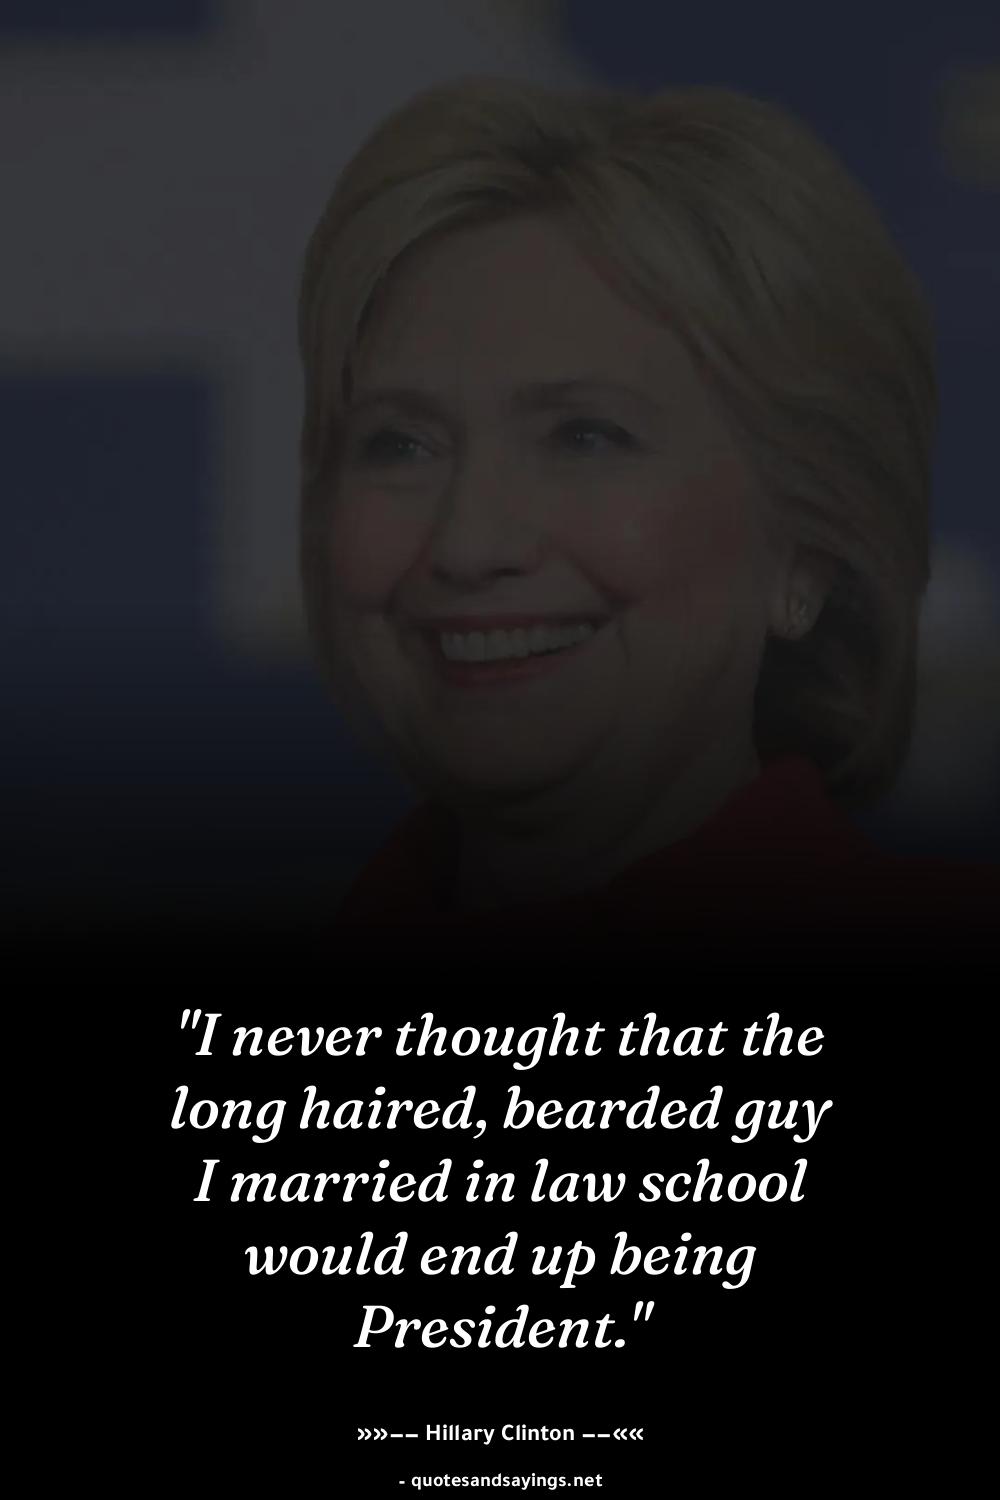 "I never thought that the
long haired, bearded guy
I married in law school
would end up being
President."
»»–– Hillary Clinton ––««
- quotesandsayings.net